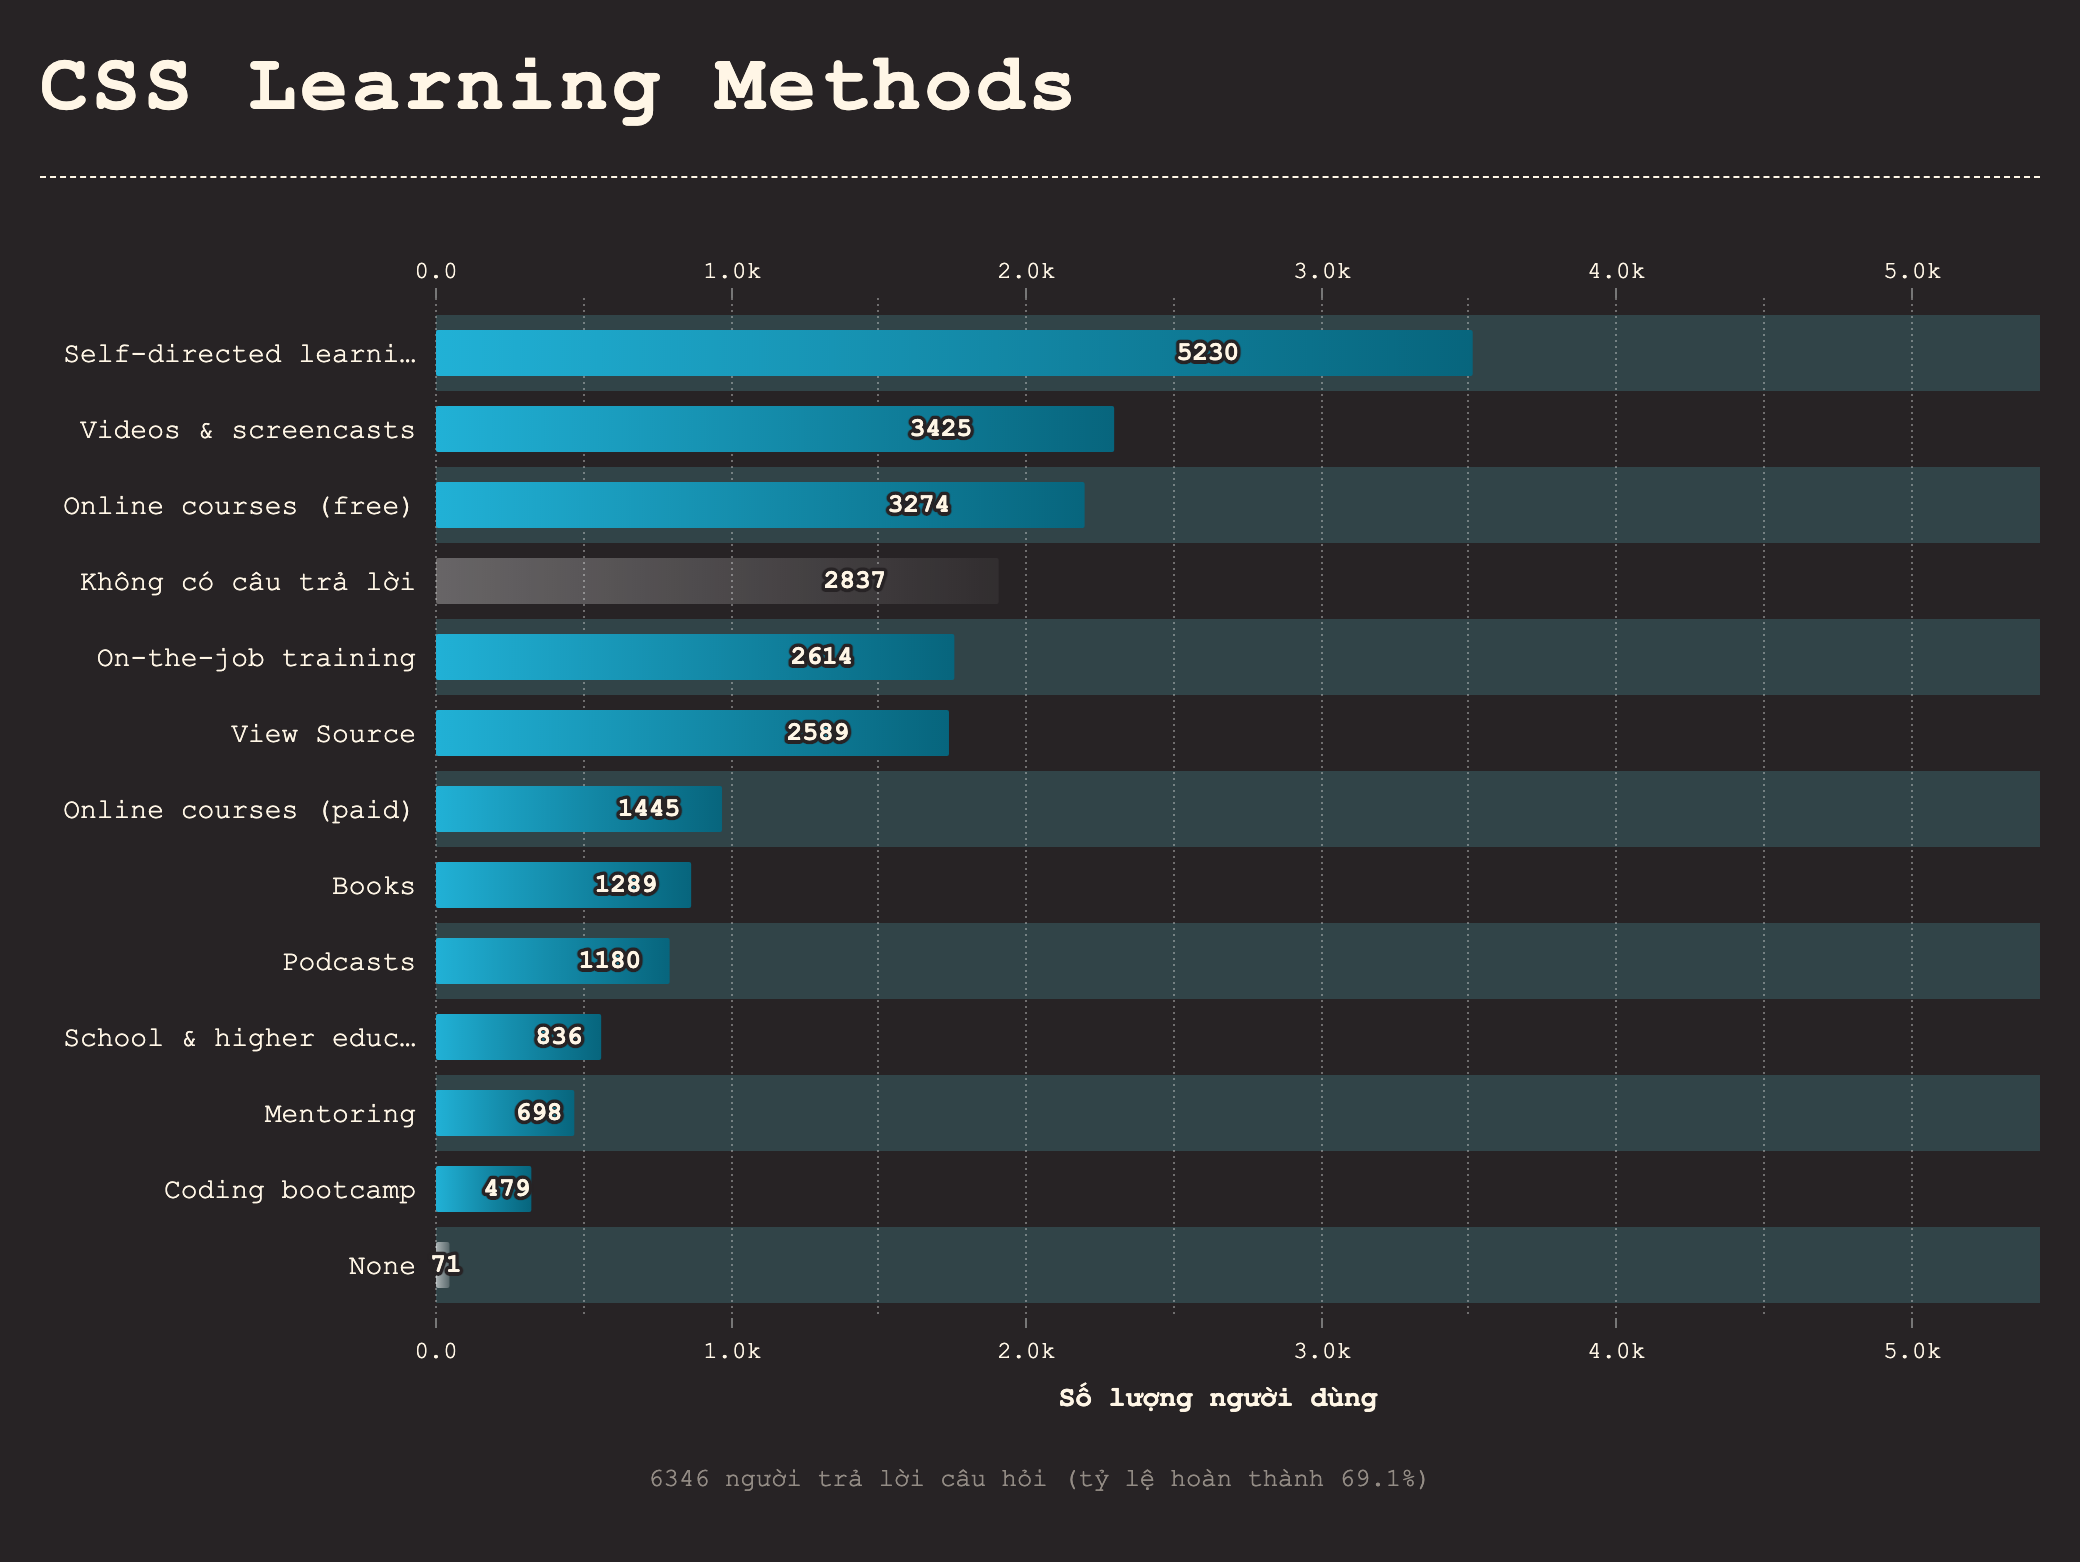 CSS Learning Methods
0.0 1.0k 2.0k 3.0k 4.0k 5.0k
Self-directed learni… 5230
Videos & screencasts 3425
Online courses (free) 3274
Không có câu trả lời 2837
On-the-job training 2614
View Source 2589
Online courses (paid) 1445
Books 1289
Podcasts 1180
School & higher educ… 836
Mentoring 698
Coding bootcamp 479
None 71
0.0 1.0k 2.0k 3.0k 4.0k 5.0k
Số lượng người dùng
6346 người trả lời câu hỏi (tỷ lệ hoàn thành 69.1%)